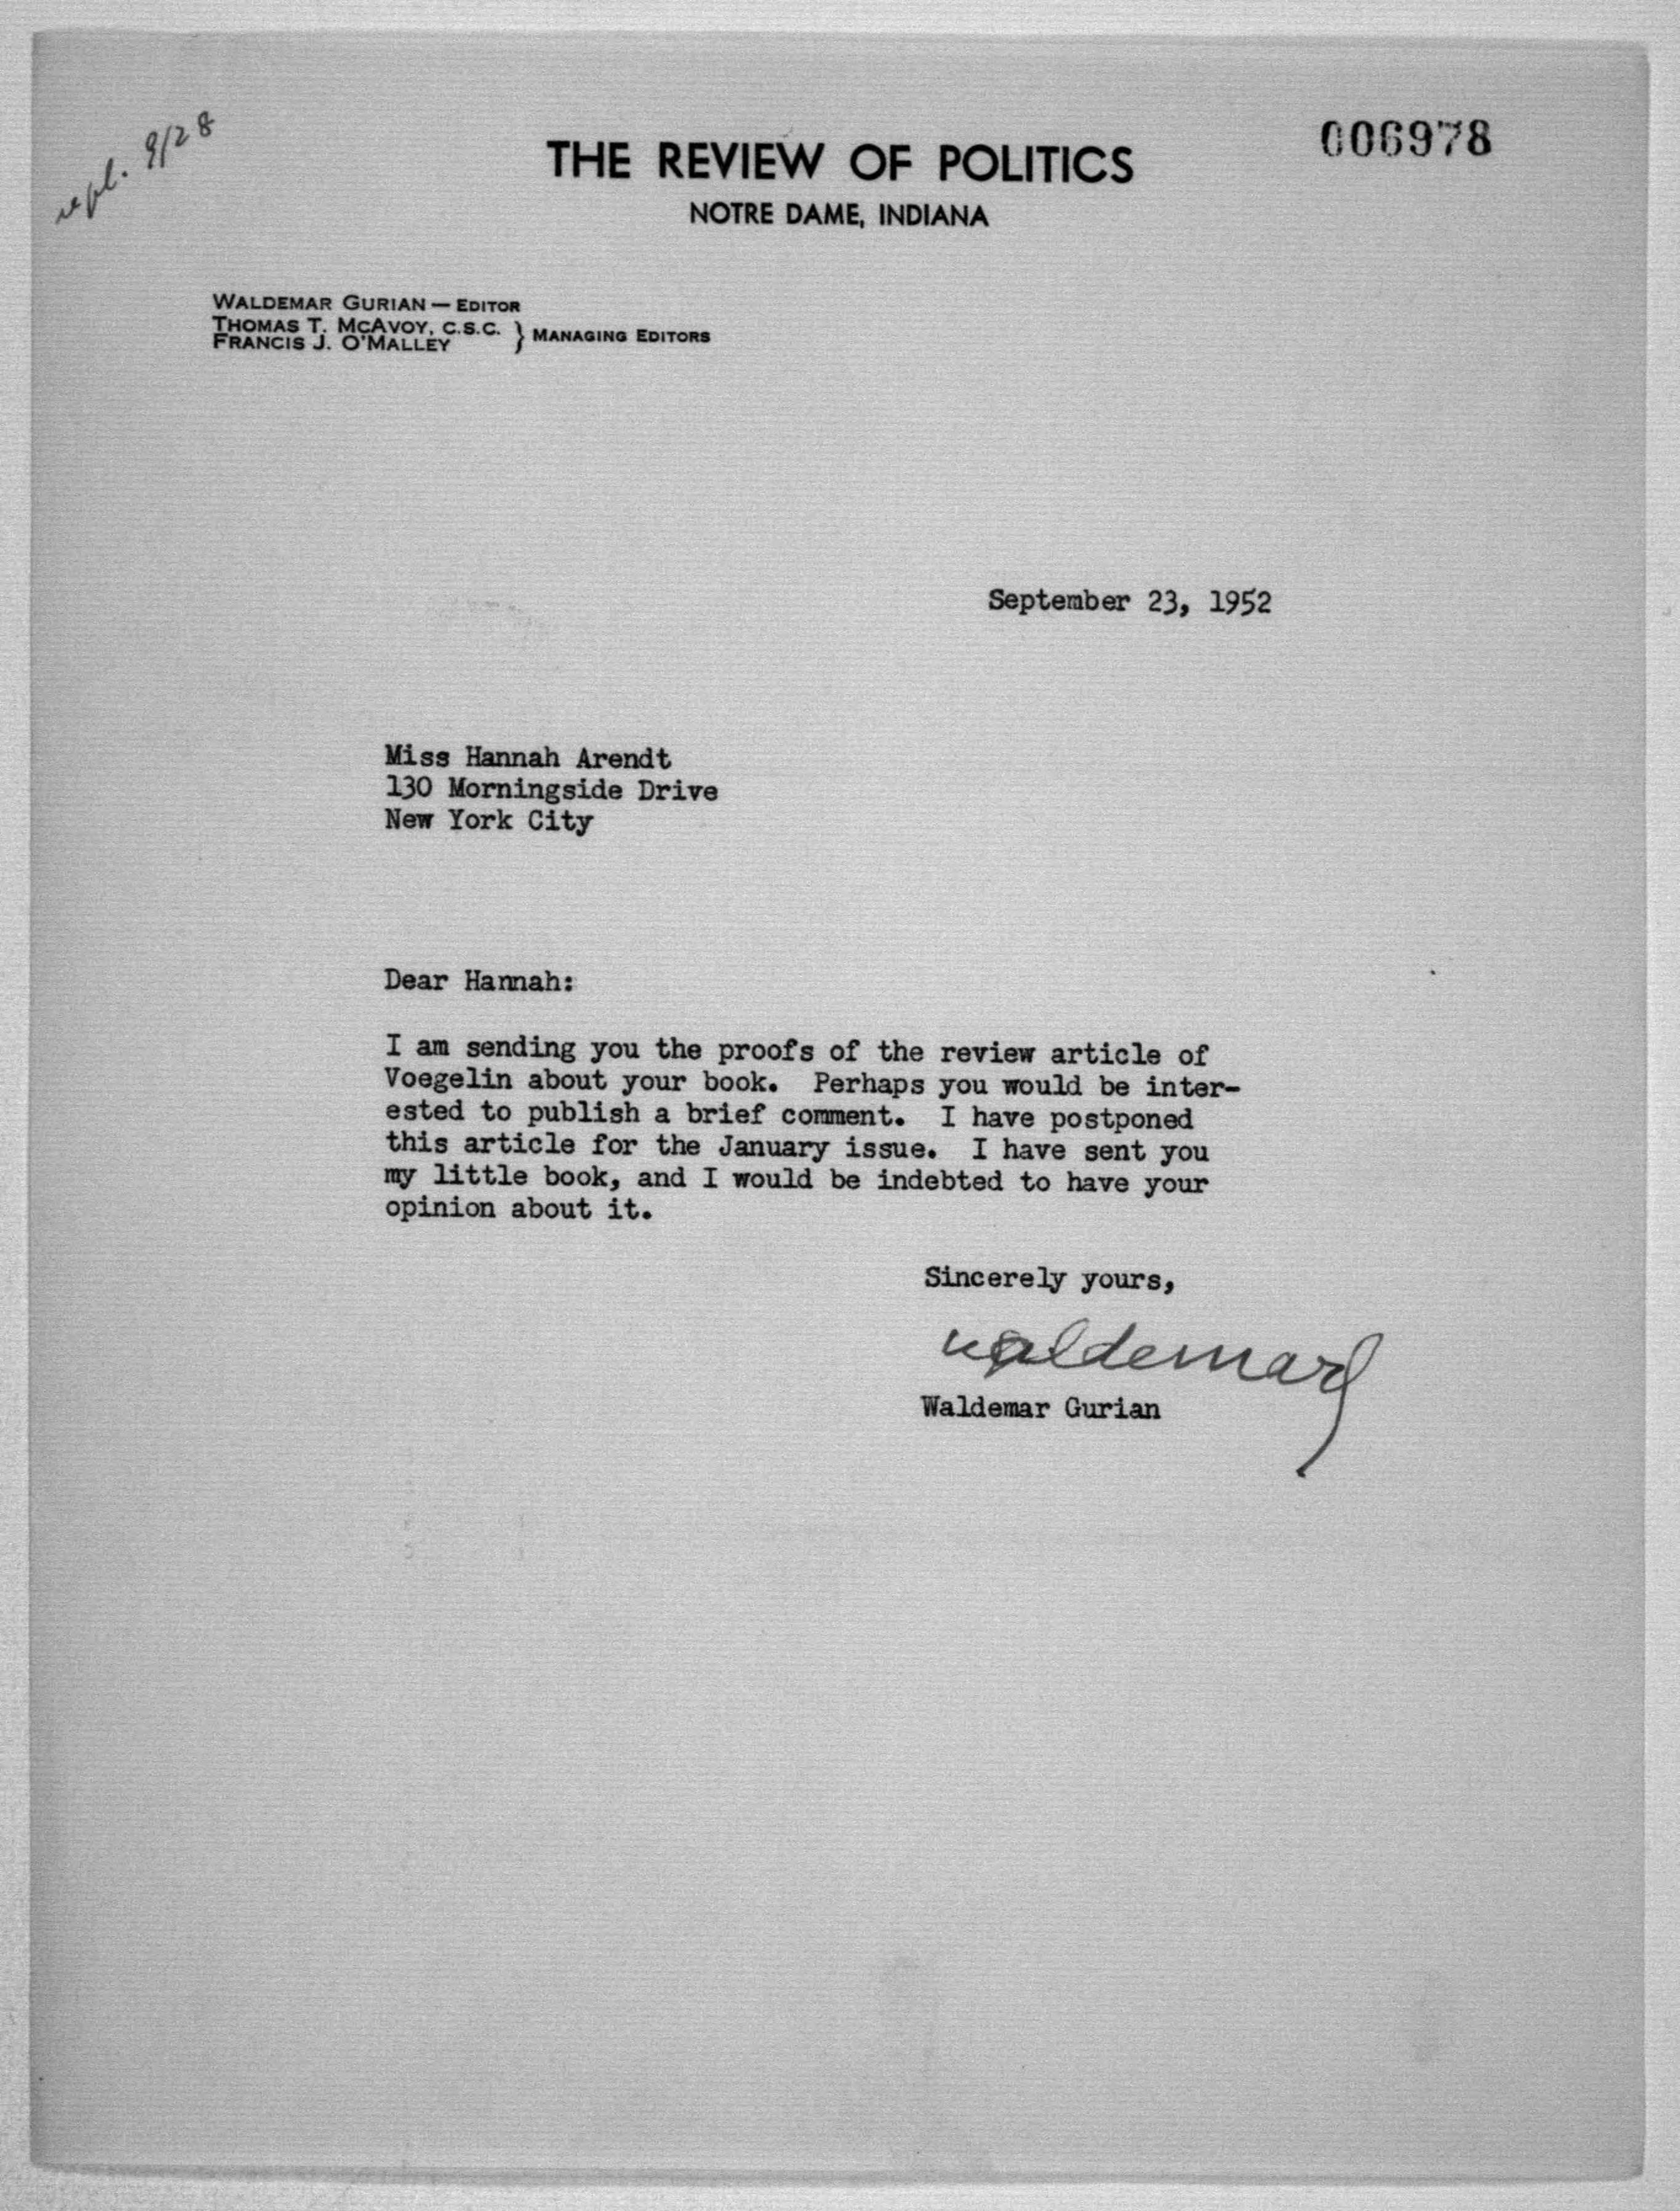 repl. 9/28
006978
THE REVIEW OF POLITICS
NOTRE DAME, INDIANA
WALDEMAR GURIAN — EDITOR
THOMAS T. MCAVOY, C.S.C.
FRANCIS J. O'MALLEY } MANAGING EDITORS
September 23, 1952
Miss Hannah Arendt
130 Morningside Drive
New York City
Dear Hannah:
I am sending you the proofs of the review article of
Voegelin about your book. Perhaps you would be inter-
ested to publish a brief comment. I have postponed
this article for the January issue. I have sent you
my little book, and I would be indebted to have your
opinion about it.
Sincerely yours,
Waldemar
Waldemar Gurian